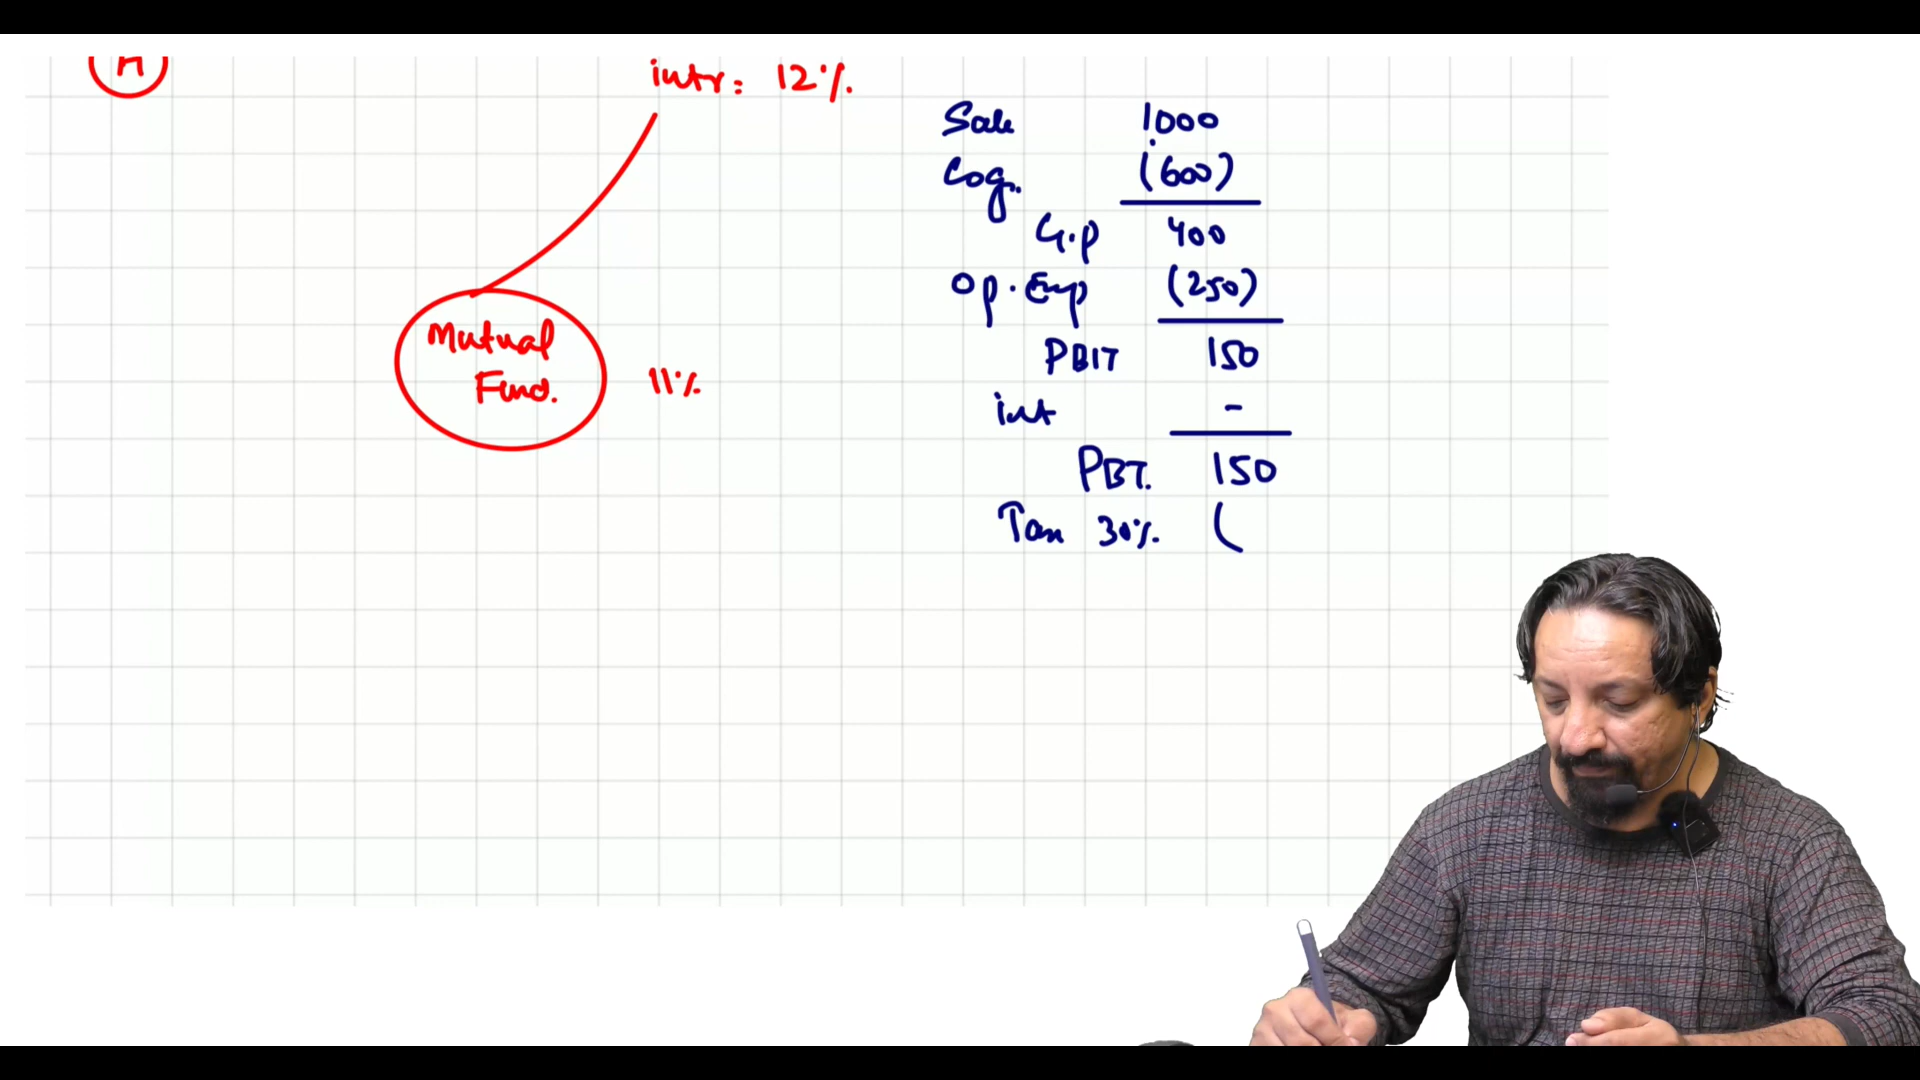 A
intr: 12%.
Mutual
Fund.
11%
Sale 1000
Cog. (600)
G.p 400
Op. Exp (250)
PBIT 150
int -
PBT. 150
Tax 30%. (